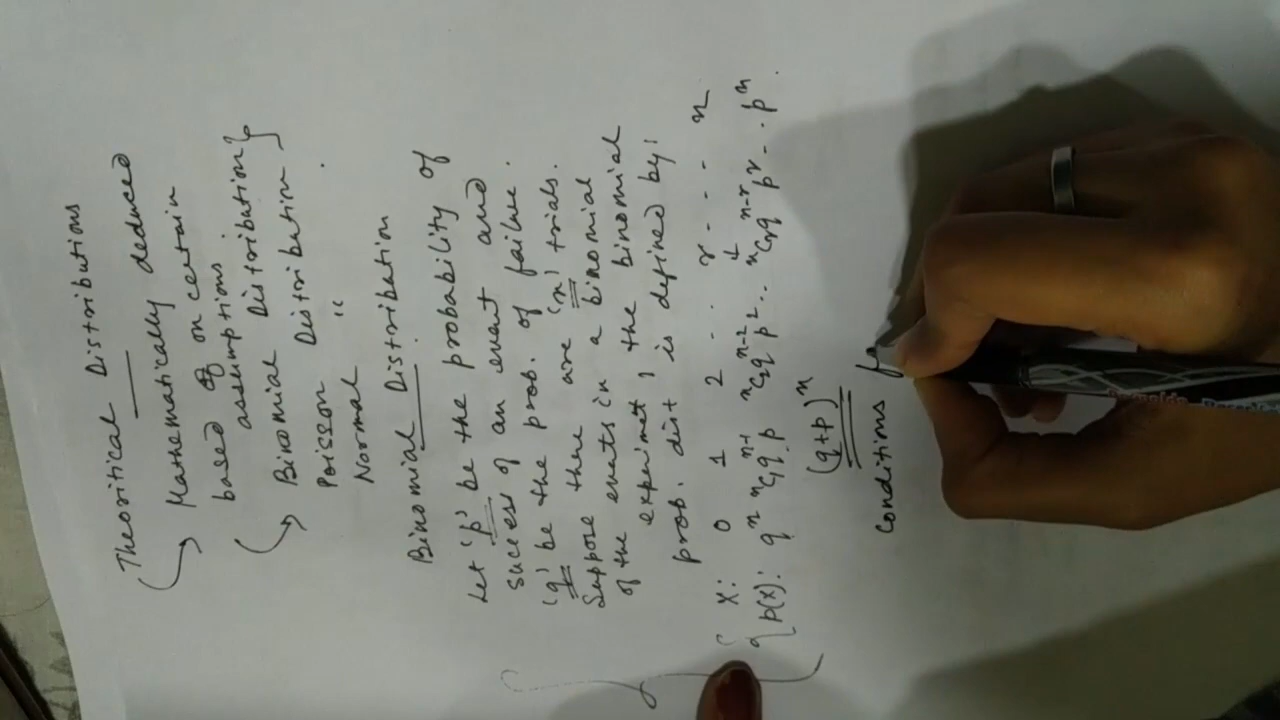 Theoritical Distributions
→ Mathematically deduced
based on certain
assumptions.
→ Binomial Distribution }
Poisson Distribution
Normal " .
Binomial Distribution
Let 'p' be the probability of
success of an event and
'q' be the prob. of failure.
Suppose there are 'n' trials.
of the events in a binomial
experimet, the binomial
prob. dist is defined by:
X: 0 1 2 - . r - - - n
p(X): qⁿ ⁿC₁qⁿ⁻¹p ⁿC₂qⁿ⁻²p².. ⁿCᵣqⁿ⁻ʳpʳ-..pⁿ.
(q+p)ⁿ
Conditions